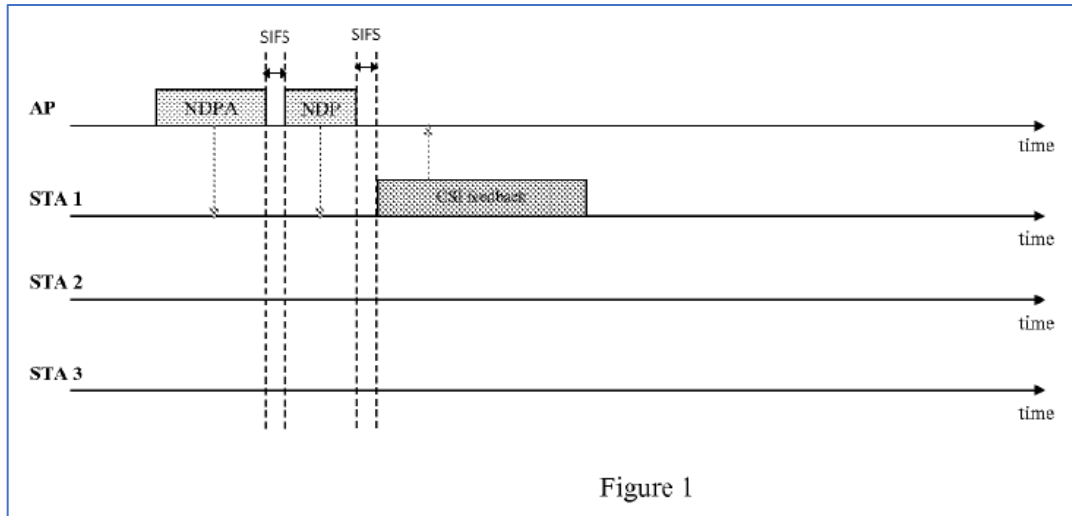 SIFS SIFS
AP NDPA NDP
time
STA 1 CSI feedback
time
STA 2
time
STA 3
time
Figure 1